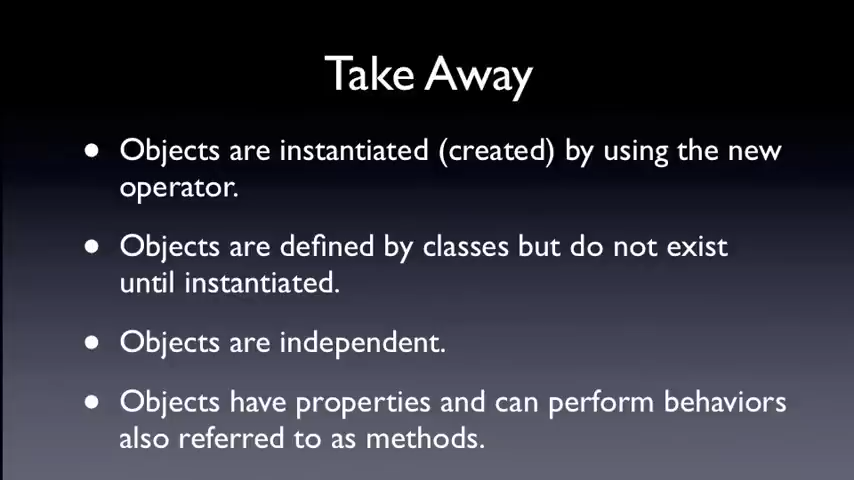 Take Away
• Objects are instantiated (created) by using the new
operator.
• Objects are defined by classes but do not exist
until instantiated.
• Objects are independent.
• Objects have properties and can perform behaviors
also referred to as methods.